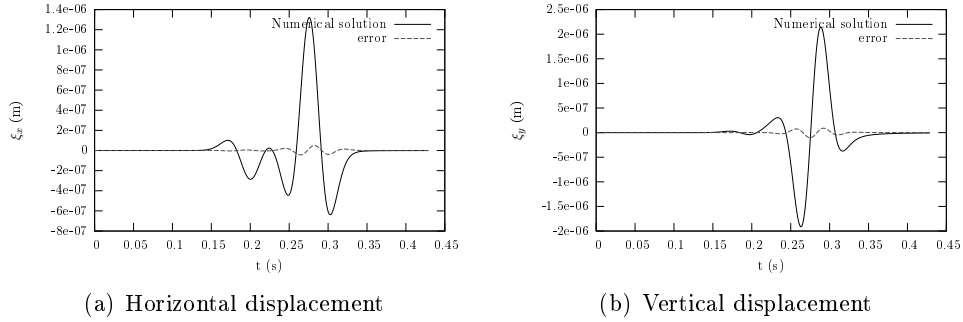 1.4e-06
1.2e-06
1e-06
8e-07
6e-07
4e-07
2e-07
0
-2e-07
-4e-07
-6e-07
-8e-07
0 0.05 0.1 0.15 0.2 0.25 0.3 0.35 0.4 0.45
ξx (m)
t (s)
Numerical solution
error
(a) Horizontal displacement
2.5e-06
2e-06
1.5e-06
1e-06
5e-07
0
-5e-07
-1e-06
-1.5e-06
-2e-06
0 0.05 0.1 0.15 0.2 0.25 0.3 0.35 0.4 0.45
ξy (m)
t (s)
Numerical solution
error
(b) Vertical displacement